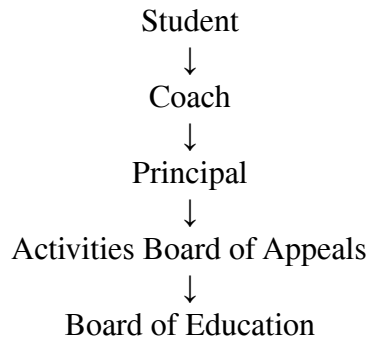 Student
↓
Coach
↓
Principal
↓
Activities Board of Appeals
↓
Board of Education